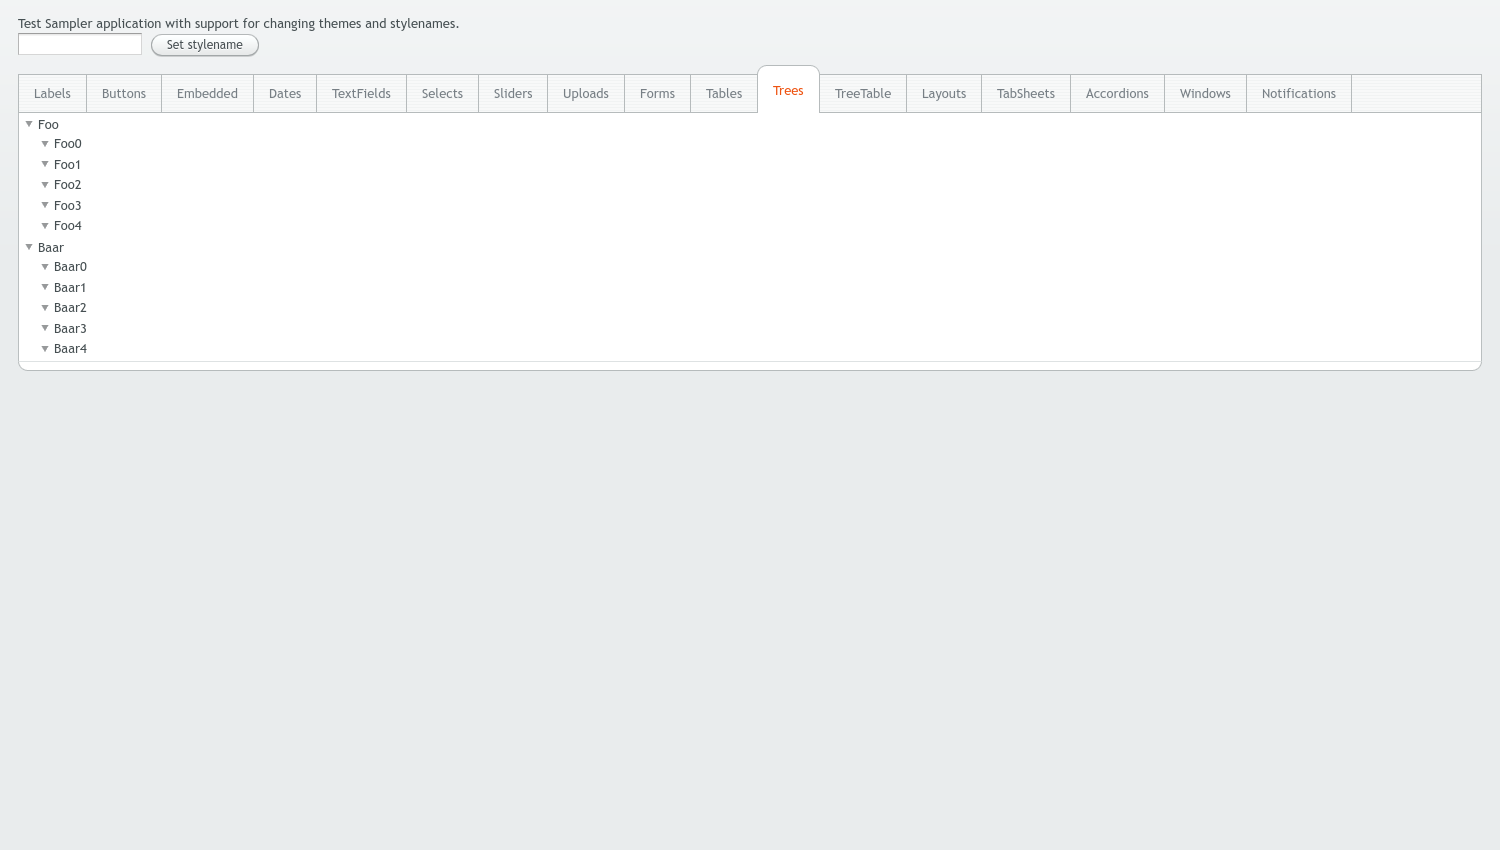 Test Sampler application with support for changing themes and stylenames.
Set stylename
Labels Buttons Embedded Dates TextFields Selects Sliders Uploads Forms Tables Trees TreeTable Layouts TabSheets Accordions Windows Notifications
Foo
Foo0
Foo1
Foo2
Foo3
Foo4
Baar
Baar0
Baar1
Baar2
Baar3
Baar4